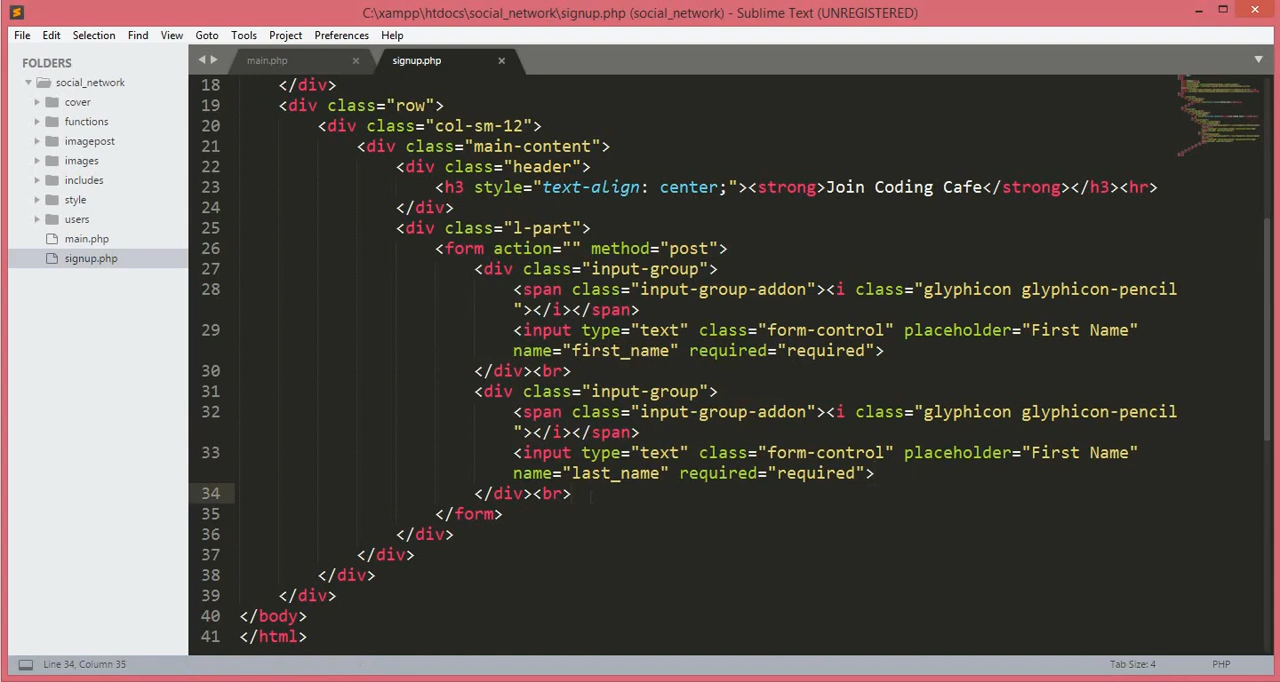 C:\xampp\htdocs\social_network\signup.php (social_network) - Sublime Text (UNREGISTERED)
File Edit Selection Find View Goto Tools Project Preferences Help
FOLDERS
social_network
cover
functions
imagepost
images
includes
style
users
main.php
signup.php
main.php signup.php
18 </div>
19 <div class="row">
20 <div class="col-sm-12">
21 <div class="main-content">
22 <div class="header">
23 <h3 style="text-align: center;"><strong>Join Coding Cafe</strong></h3><hr>
24 </div>
25 <div class="l-part">
26 <form action="" method="post">
27 <div class="input-group">
28 <span class="input-group-addon"><i class="glyphicon glyphicon-pencil
"></i></span>
29 <input type="text" class="form-control" placeholder="First Name"
name="first_name" required="required">
30 </div><br>
31 <div class="input-group">
32 <span class="input-group-addon"><i class="glyphicon glyphicon-pencil
"></i></span>
33 <input type="text" class="form-control" placeholder="First Name"
name="last_name" required="required">
34 </div><br>
35 </form>
36 </div>
37 </div>
38 </div>
39 </div>
40 </body>
41 </html>
Line 34, Column 35 Tab Size: 4 PHP